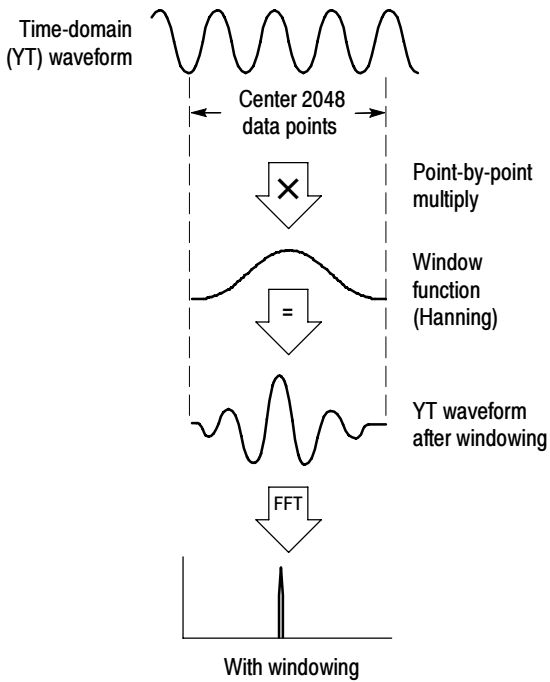 Time-domain
(YT) waveform
Center 2048
data points
×
Point-by-point
multiply
Window
function
(Hanning)
=
YT waveform
after windowing
FFT
With windowing